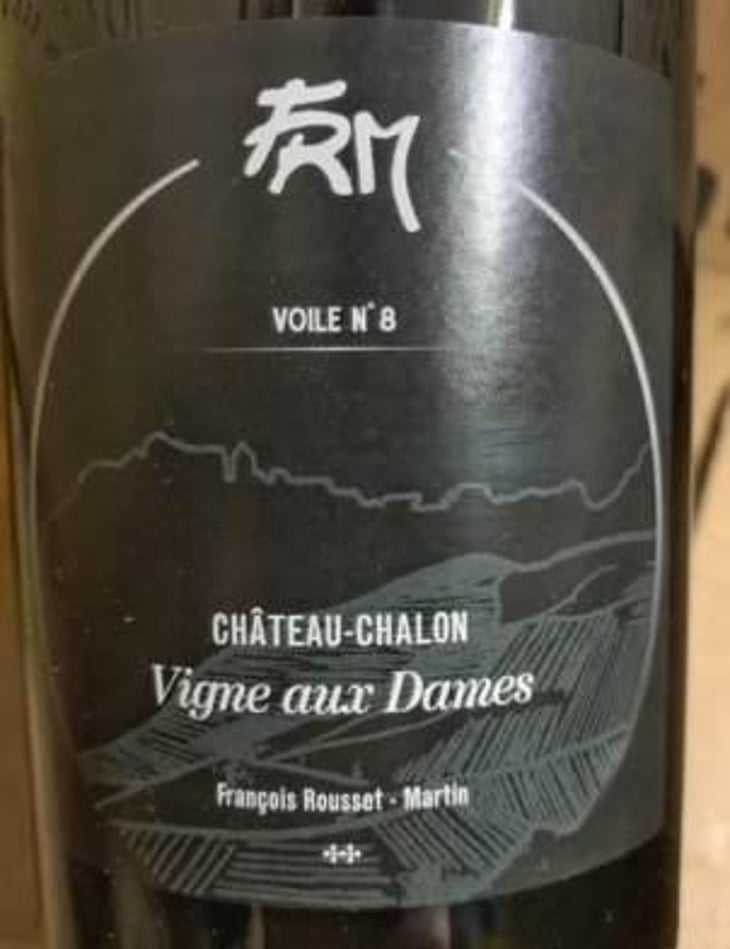 FRM
VOILE N° 8
CHÂTEAU-CHALON
Vigne aux Dames
François Rousset - Martin